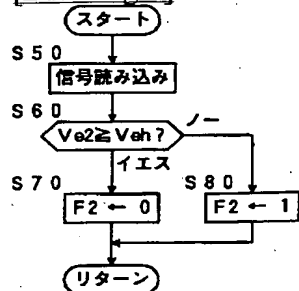 スタート
S50
信号読み込み
S60
Ve2≧Veh?
ノー
イエス
S70
S80
F2 ← 0
F2 ← 1
リターン